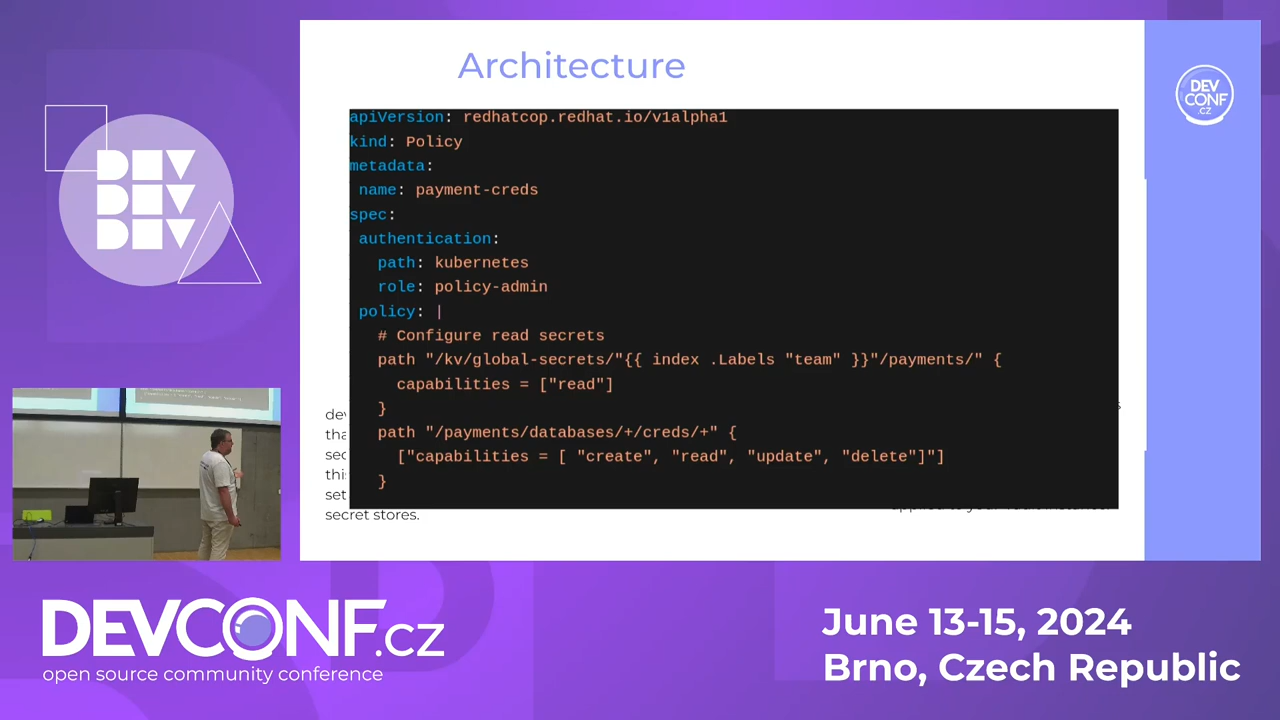 Architecture
DEV
CONF
.CZ
apiVersion: redhatcop.redhat.io/v1alpha1
kind: Policy
metadata:
name: payment-creds
spec:
authentication:
path: kubernetes
role: policy-admin
policy: |
# Configure read secrets
path "/kv/global-secrets/"{{ index .Labels "team" }}"/payments/" {
capabilities = ["read"]
}
path "/payments/databases/+/creds/+" {
["capabilities = [ "create", "read", "update", "delete"]"]
}
secret stores.
DEV
DEV
DEV
DEVCONF.cz
open source community conference
June 13-15, 2024
Brno, Czech Republic